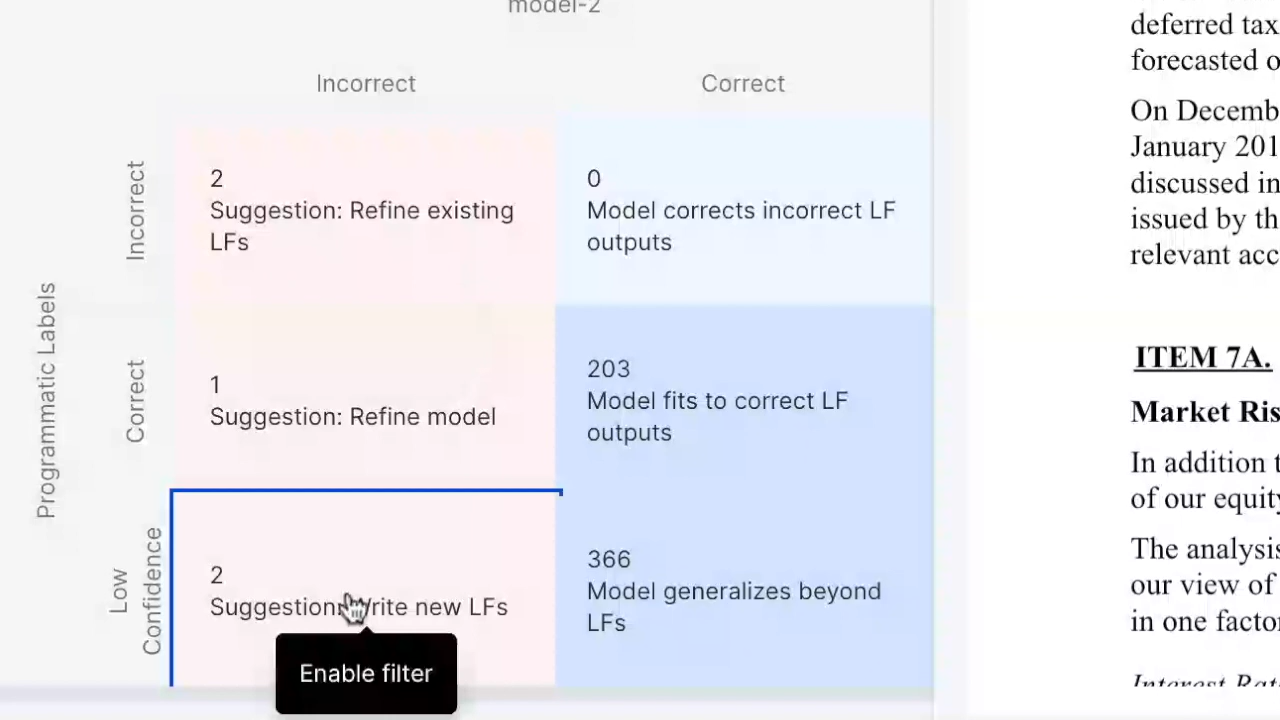 model-2
Incorrect
Correct
Programmatic Labels
Incorrect
2
Suggestion: Refine existing
LFs
0
Model corrects incorrect LF
outputs
Correct
1
Suggestion: Refine model
203
Model fits to correct LF
outputs
Low
Confidence
2
Suggestion: Write new LFs
366
Model generalizes beyond
LFs
Enable filter
deferred tax
forecasted o
On Decemb
January 201
discussed in
issued by th
relevant acc
ITEM 7A.
Market Ris
In addition t
of our equity
The analysis
our view of
in one facto
Interest Rat